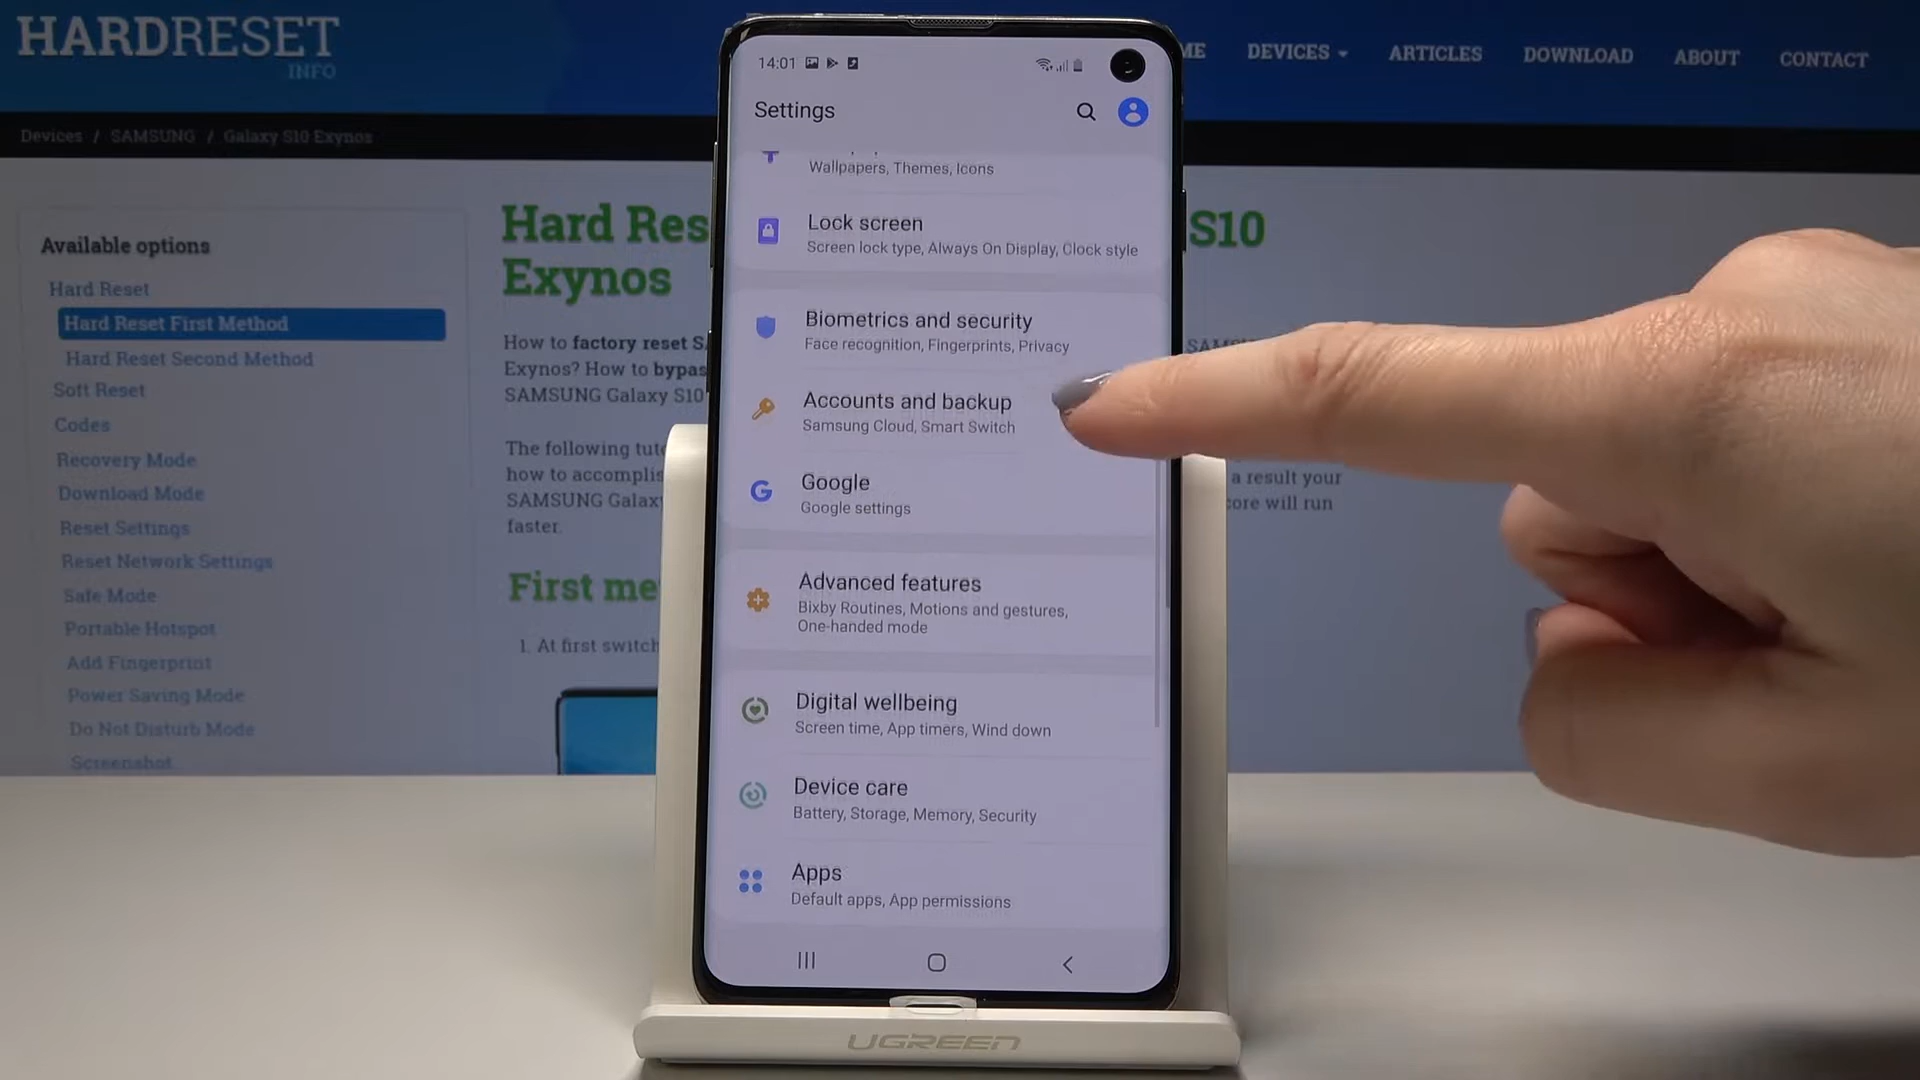 HARDRESET
INFO
ME
DEVICES
ARTICLES
DOWNLOAD
ABOUT
CONTACT
Devices / SAMSUNG / Galaxy S10 Exynos
Available options
Hard Reset
Hard Reset First Method
Hard Reset Second Method
Soft Reset
Codes
Recovery Mode
Download Mode
Reset Settings
Reset Network Settings
Safe Mode
Portable Hotspot
Add Fingerprint
Power Saving Mode
Do Not Disturb Mode
Screenshot
Hard Res S10
Exynos
How to factory reset S
Exynos? How to bypas
SAMSUNG Galaxy S10
The following tuto
how to accomplis
a result your
SAMSUNG Galax
core will run
faster.
First me
1. At first switch
14:01
Settings
Wallpapers, Themes, Icons
Lock screen
Screen lock type, Always On Display, Clock style
Biometrics and security
Face recognition, Fingerprints, Privacy
Accounts and backup
Samsung Cloud, Smart Switch
Google
Google settings
Advanced features
Bixby Routines, Motions and gestures,
One-handed mode
Digital wellbeing
Screen time, App timers, Wind down
Device care
Battery, Storage, Memory, Security
Apps
Default apps, App permissions
UGREEN